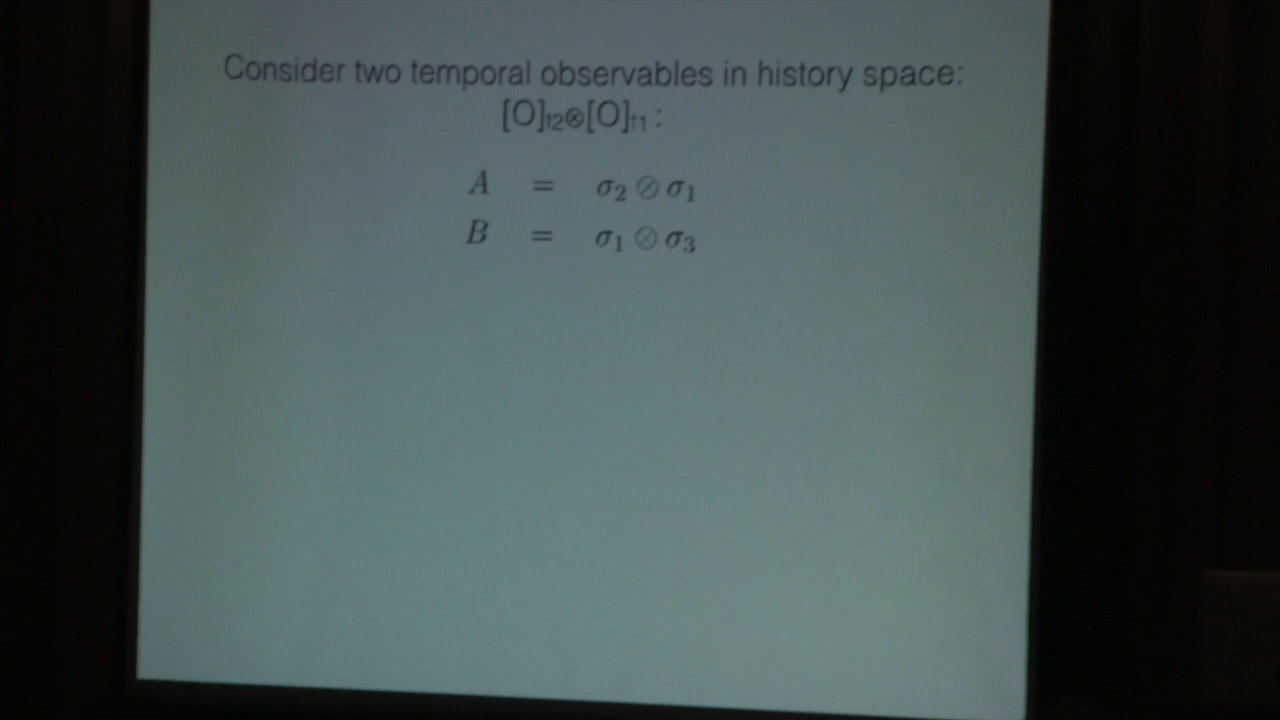 Consider two temporal observables in history space:
[O]t2⊗[O]t1 :
A = σ2 ⊗ σ1
B = σ1 ⊗ σ3